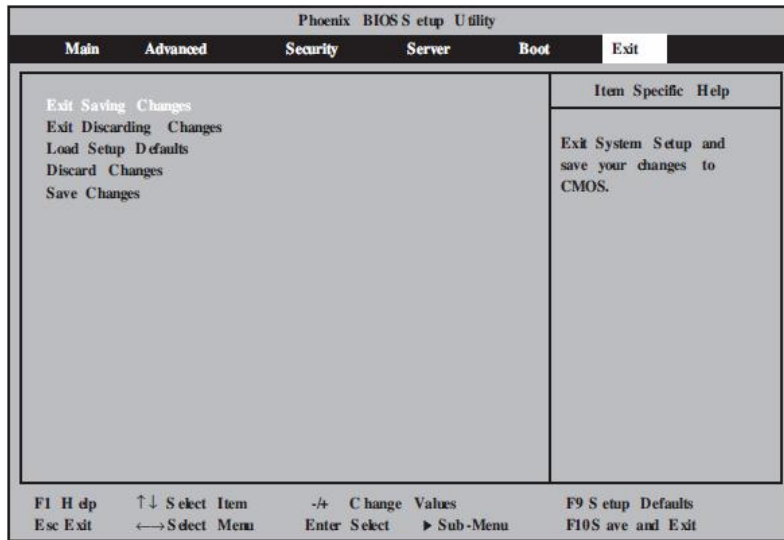 Phoenix BIOS Setup Utility
Main Advanced Security Server Boot Exit
Exit Saving Changes
Exit Discarding Changes
Load Setup Defaults
Discard Changes
Save Changes
Item Specific Help
Exit System Setup and
save your changes to
CMOS.
F1 Help ↑↓ Select Item -/+ Change Values F9 Setup Defaults
Esc Exit ←→ Select Menu Enter Select ▶ Sub-Menu F10 Save and Exit